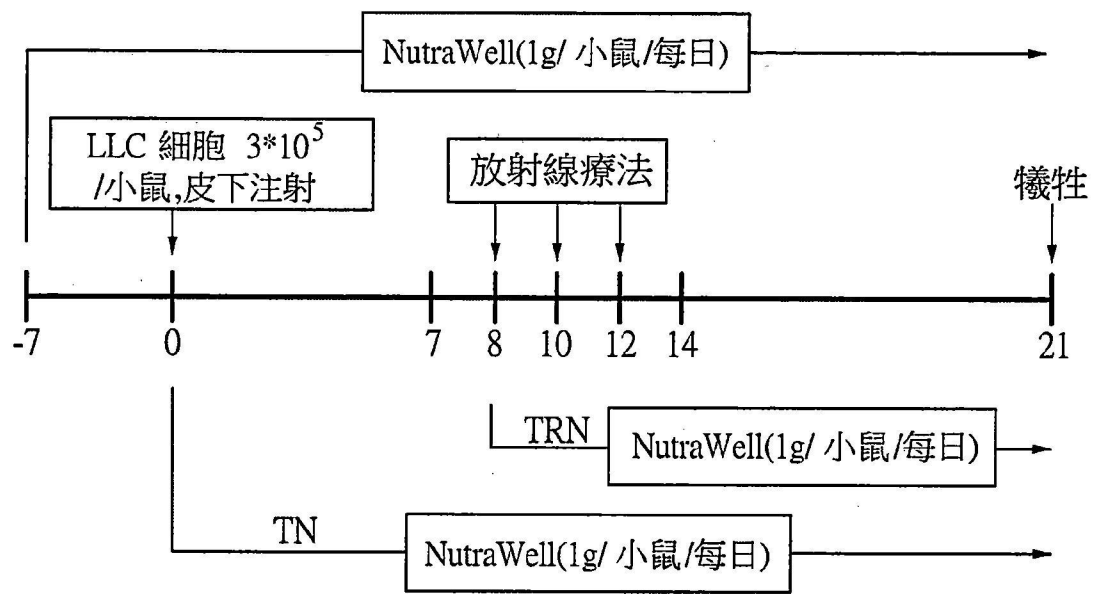 NutraWell(1g/ 小鼠/每日)
LLC 細胞 3*10⁵
/小鼠,皮下注射
放射線療法
犧牲
-7 0 7 8 10 12 14 21
TRN NutraWell(1g/ 小鼠/每日)
TN NutraWell(1g/ 小鼠/每日)